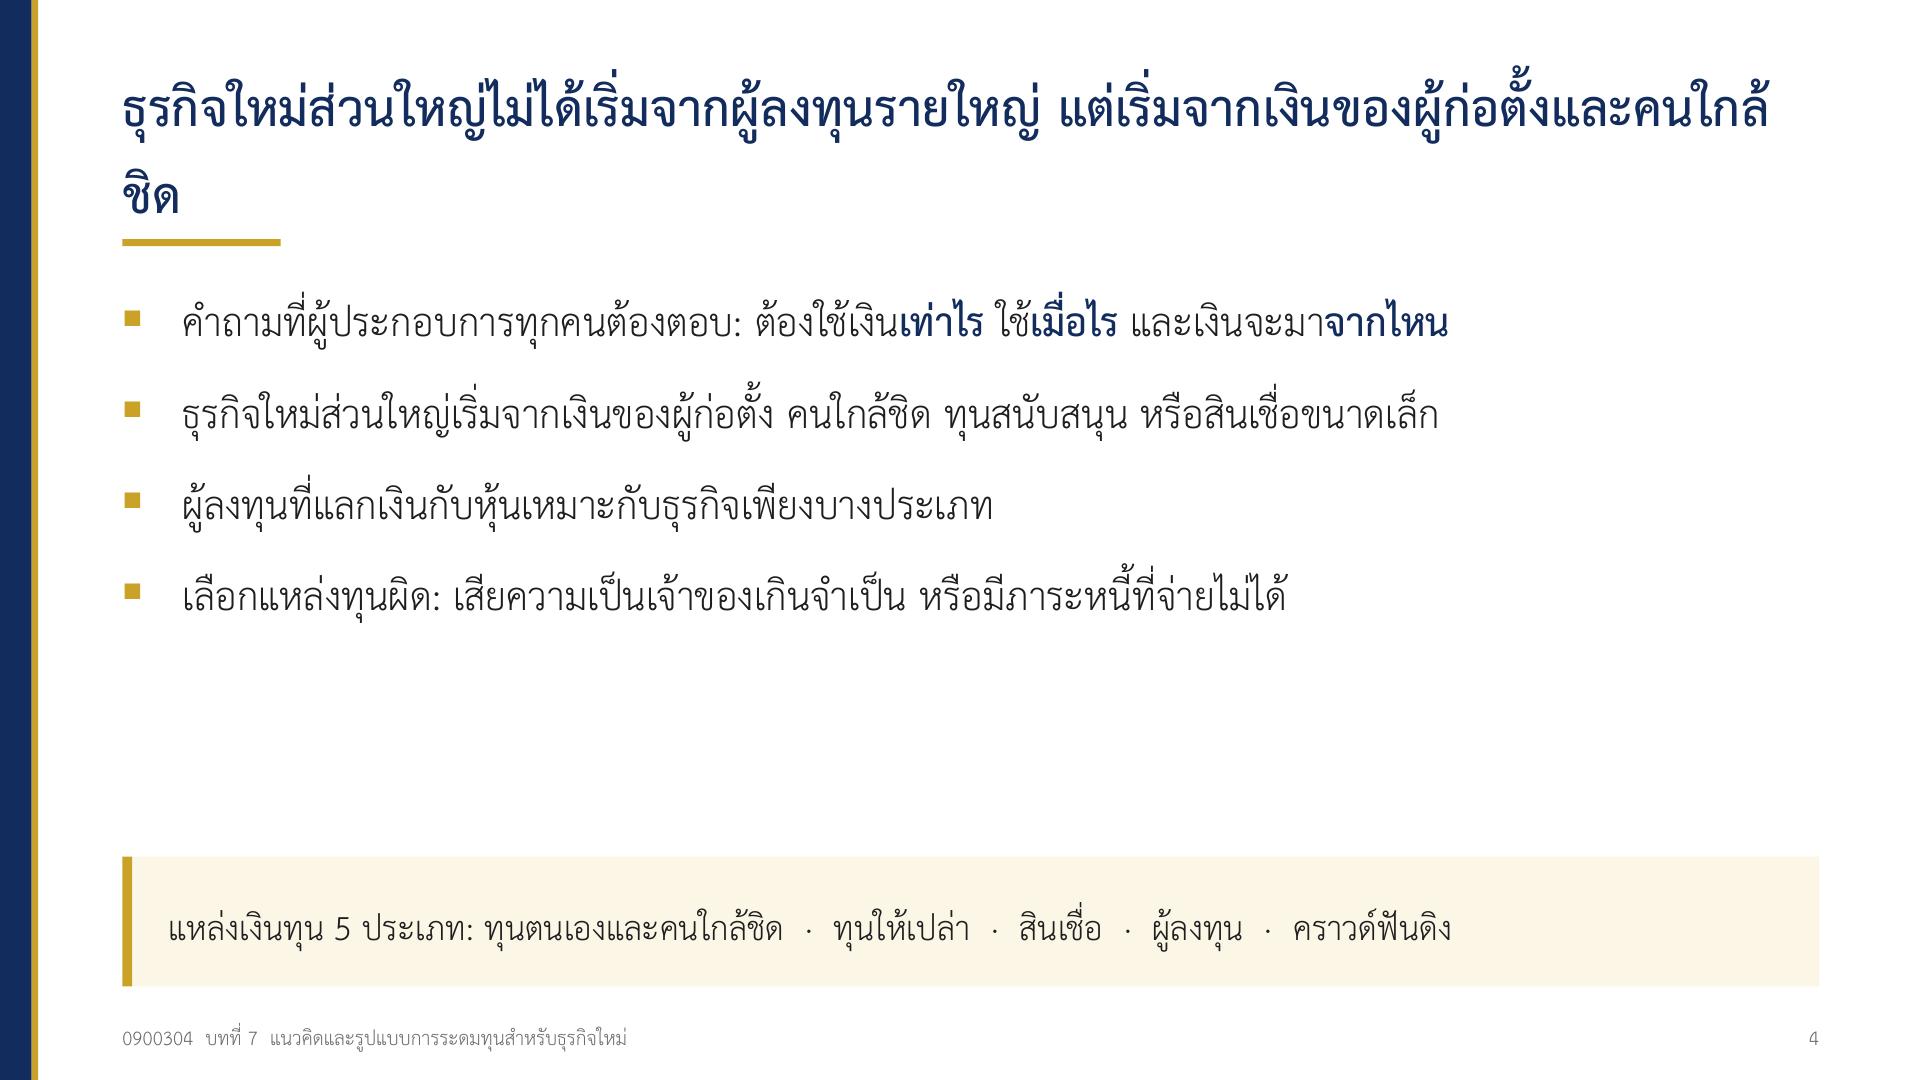 ธุรกิจใหม่ส่วนใหญ่ไม่ได้เริ่มจากผู้ลงทุนรายใหญ่ แต่เริ่มจากเงินของผู้ก่อตั้งและคนใกล้
ชิด
■ คำถามที่ผู้ประกอบการทุกคนต้องตอบ: ต้องใช้เงินเท่าไร ใช้เมื่อไร และเงินจะมาจากไหน
■ ธุรกิจใหม่ส่วนใหญ่เริ่มจากเงินของผู้ก่อตั้ง คนใกล้ชิด ทุนสนับสนุน หรือสินเชื่อขนาดเล็ก
■ ผู้ลงทุนที่แลกเงินกับหุ้นเหมาะกับธุรกิจเพียงบางประเภท
■ เลือกแหล่งทุนผิด: เสียความเป็นเจ้าของเกินจำเป็น หรือมีภาระหนี้ที่จ่ายไม่ได้
แหล่งเงินทุน 5 ประเภท: ทุนตนเองและคนใกล้ชิด · ทุนให้เปล่า · สินเชื่อ · ผู้ลงทุน · คราวด์ฟันดิง
0900304 บทที่ 7 แนวคิดและรูปแบบการระดมทุนสำหรับธุรกิจใหม่ 4